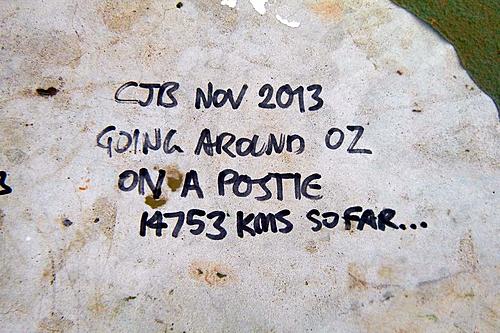 CJB NOV 2013
GOING AROUND OZ
ON A POSTIE
14753 KMS SO FAR...